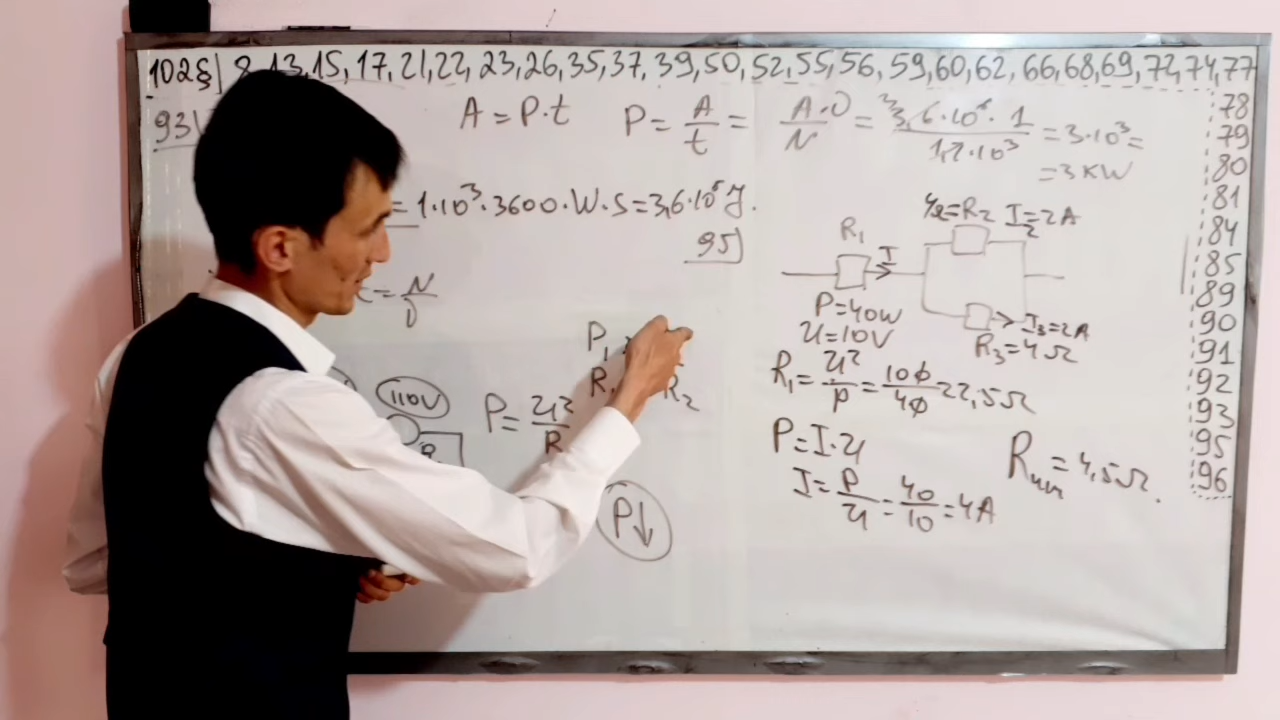 102§ 8, 13, 15, 17, 21, 22, 23, 26, 35, 37, 39, 50, 52, 55, 56, 59, 60, 62, 66, 68, 69, 72, 74, 77
78
79
80
81
84
85
89
90
91
92
93
95
96
93)
A = P·t
P = A/t = A·υ/N = 3,6·10⁶·1/1,2·10³ = 3·10³ =
= 3 KW
= 1·10³·3600·W·S = 3,6·10⁶ J.
= N/υ
110V
R
P = U²/R
P₁
R₂
P↓
95)
R₁
I
P = 40W
U = 10V
4Ω = R₂
I₂ = 2A
I₃ = 2A
R₃ = 4Ω
R₁ = U²/P = 100/40 = 2,5Ω
P = I·U
I = P/U = 40/10 = 4A
R = 4,5Ω.